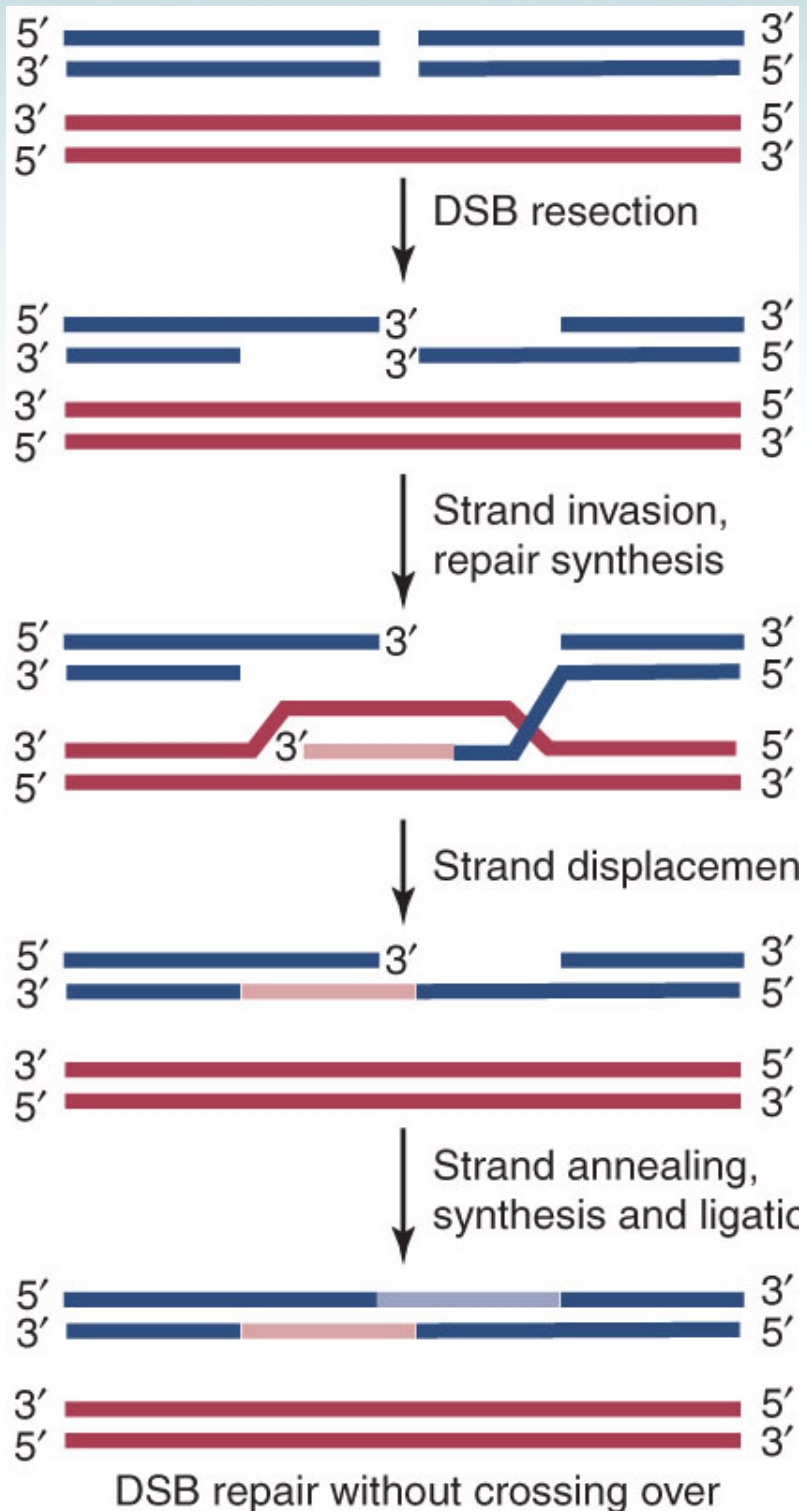 5′ 3′
3′ 5′
3′ 5′
5′ 3′
DSB resection
5′ 3′ 3′
3′ 3′ 5′
3′ 5′
5′ 3′
Strand invasion,
repair synthesis
5′ 3′ 3′
3′ 5′
3′ 3′ 5′
5′ 3′
Strand displacemen
5′ 3′ 3′
3′ 5′
3′ 5′
5′ 3′
Strand annealing,
synthesis and ligatio
5′ 3′
3′ 5′
3′ 5′
5′ 3′
DSB repair without crossing over